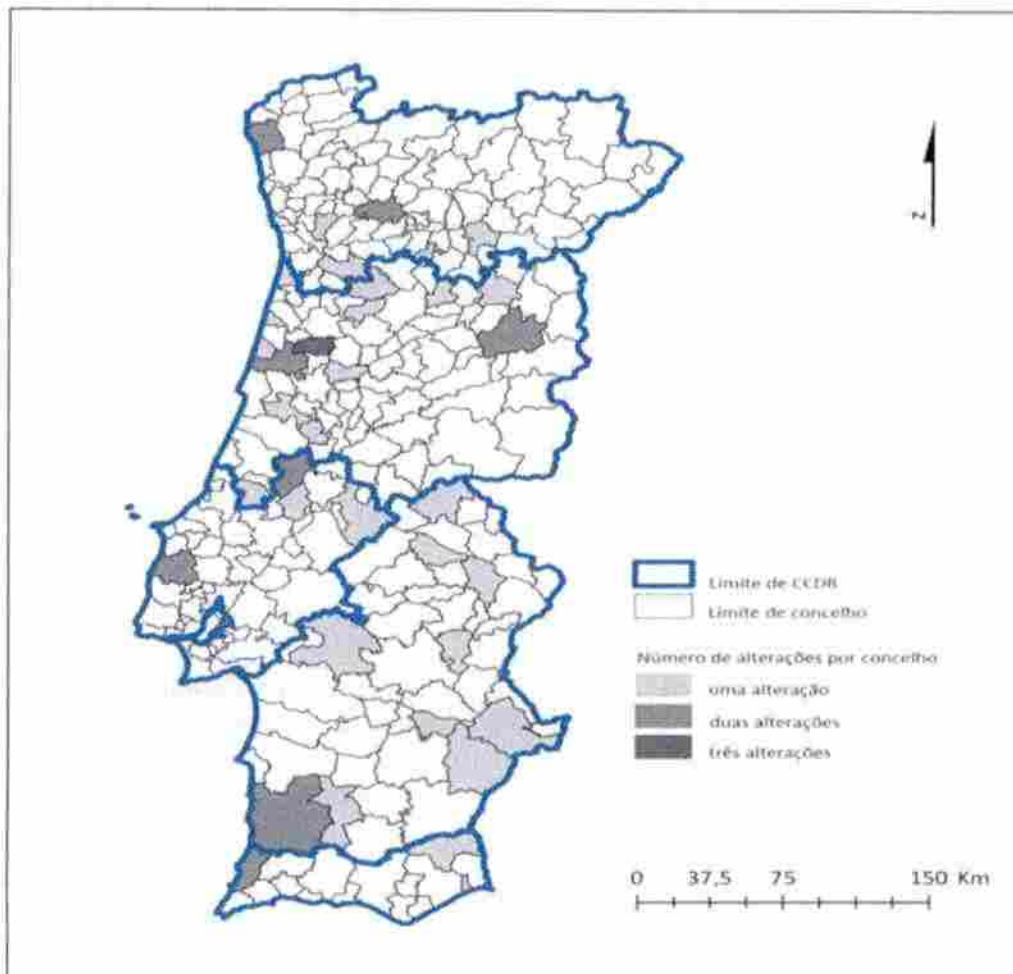 z
Limite de CCDR
Limite de concelho
Número de alterações por concelho
uma alteração
duas alterações
três alterações
0 37,5 75 150 Km